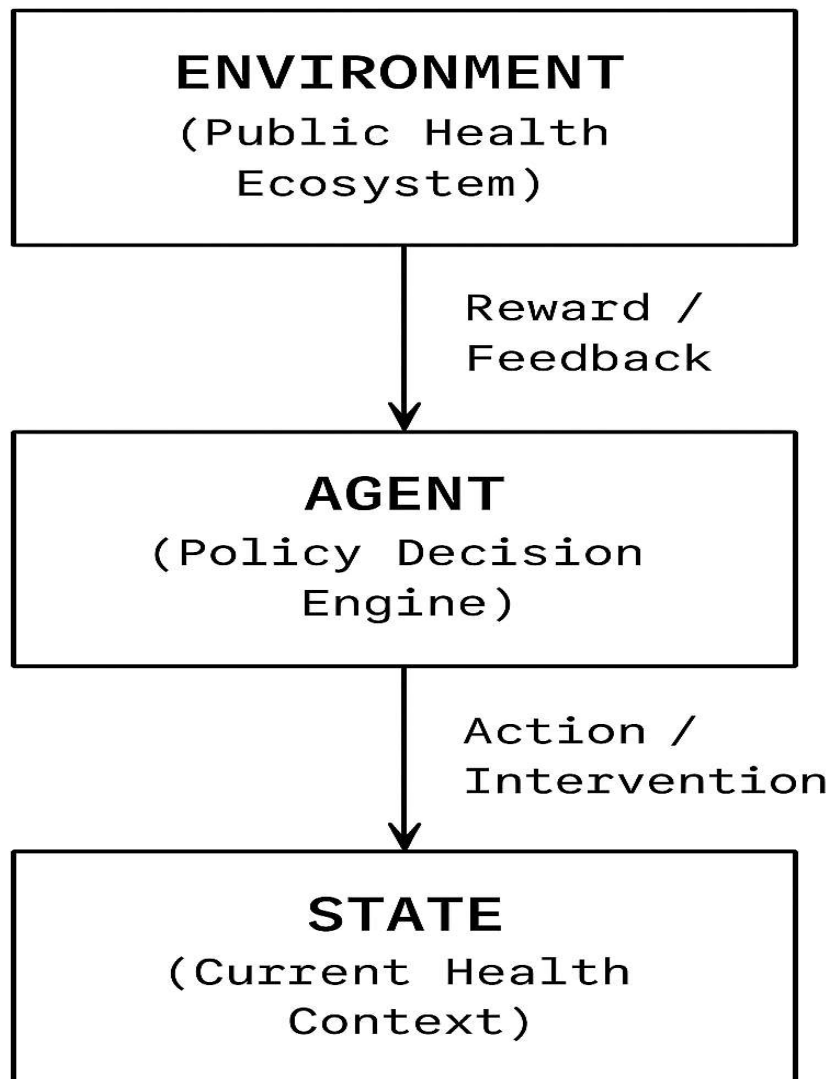 ENVIRONMENT
(Public Health
Ecosystem)
Reward /
Feedback
AGENT
(Policy Decision
Engine)
Action /
Intervention
STATE
(Current Health
Context)